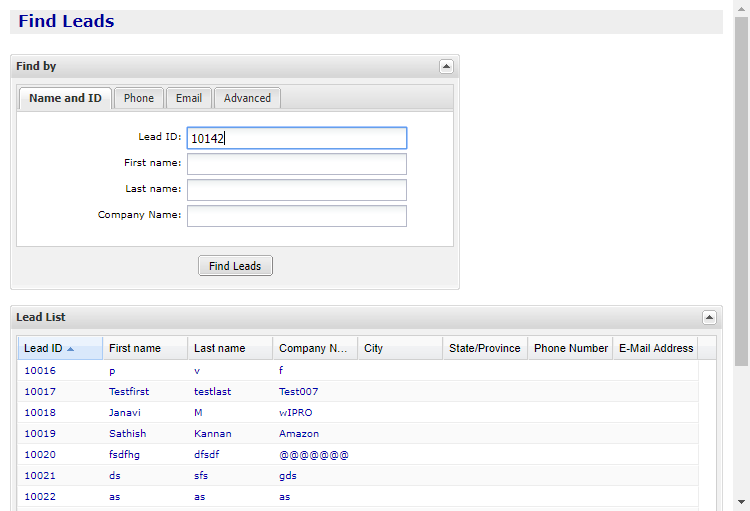 Find Leads
Find by
Name and ID Phone Email Advanced
Lead ID: 10142
First name:
Last name:
Company Name:
Find Leads
Lead List
Lead ID First name Last name Company N... City State/Province Phone Number E-Mail Address
10016 p v f
10017 Testfirst testlast Test007
10018 Janavi M wIPRO
10019 Sathish Kannan Amazon
10020 fsdfhg dfsdf @@@@@@@
10021 ds sfs gds
10022 as as as